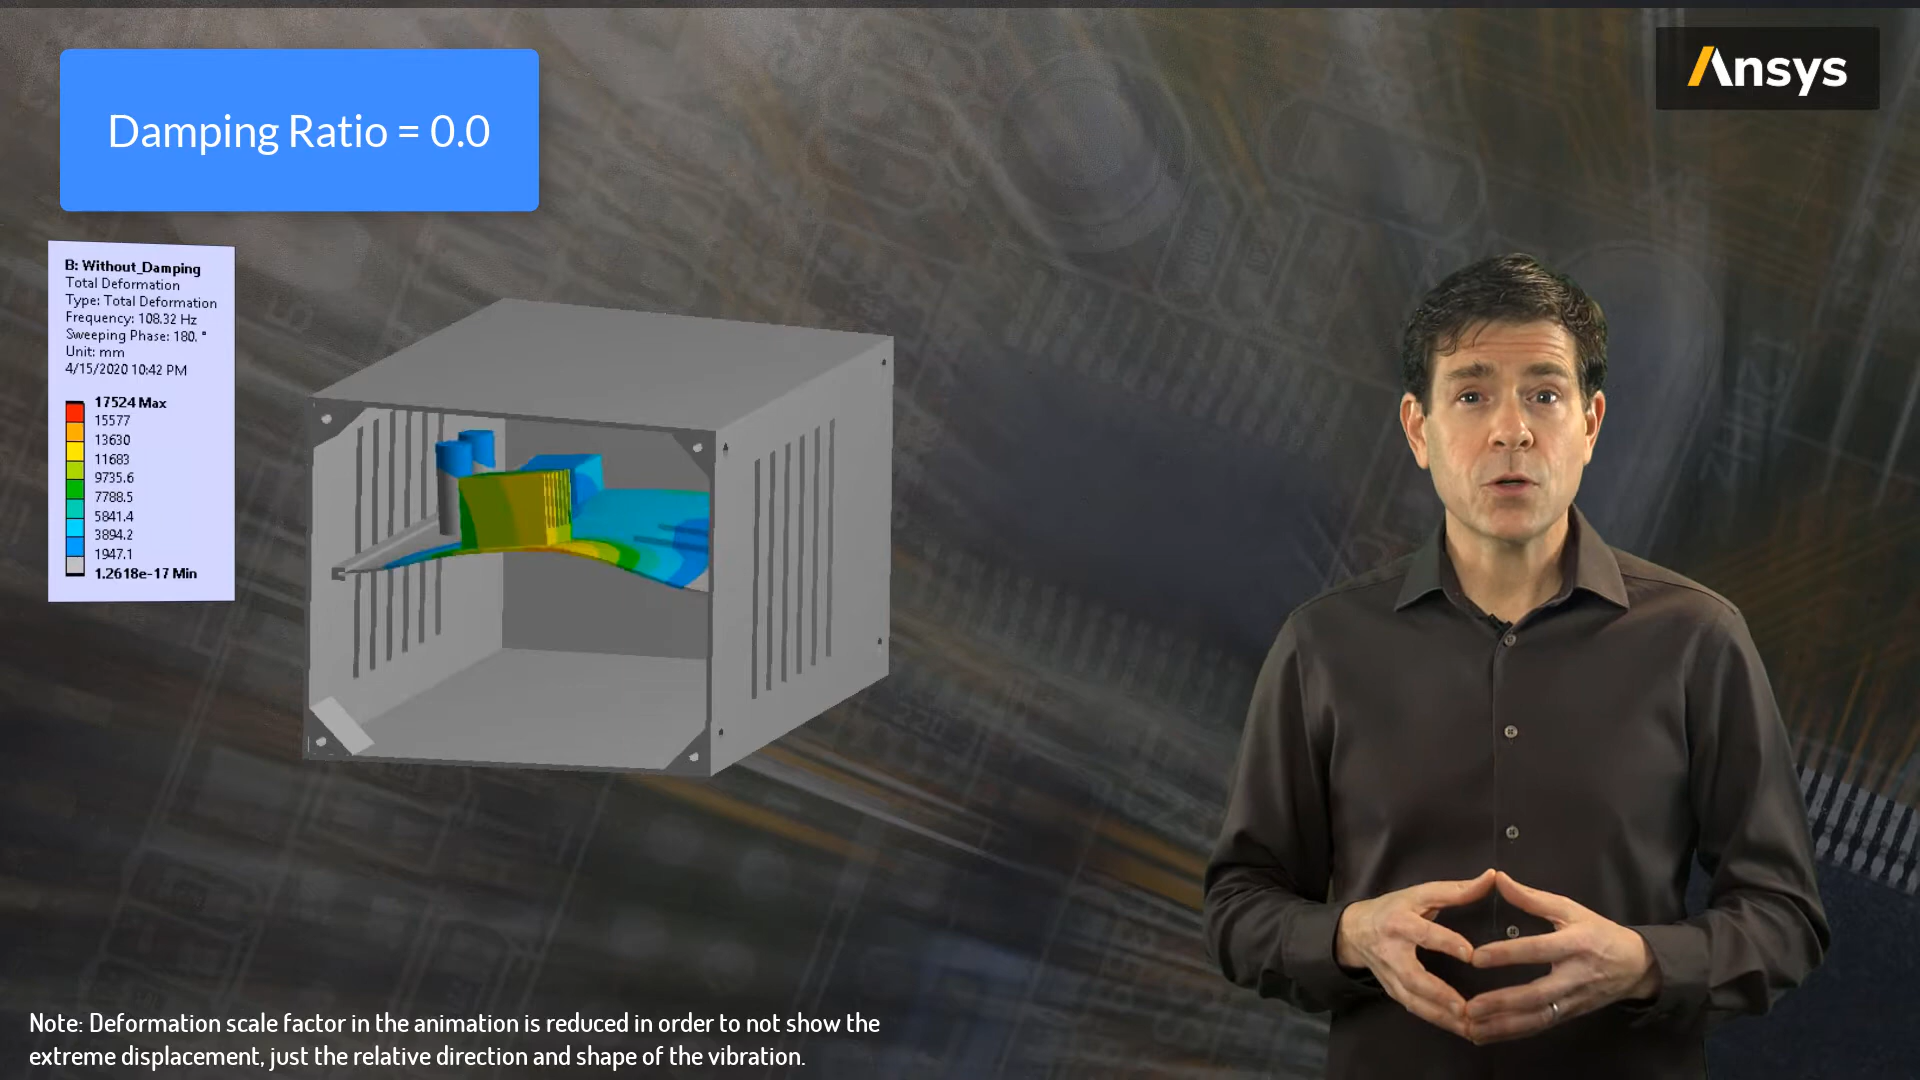 Ansys
Damping Ratio = 0.0
B: Without_Damping
Total Deformation
Type: Total Deformation
Frequency: 108.32 Hz
Sweeping Phase: 180. °
Unit: mm
4/15/2020 10:42 PM
17524 Max
15577
13630
11683
9735.6
7788.5
5841.4
3894.2
1947.1
1.2618e-17 Min
Note: Deformation scale factor in the animation is reduced in order to not show the
extreme displacement, just the relative direction and shape of the vibration.